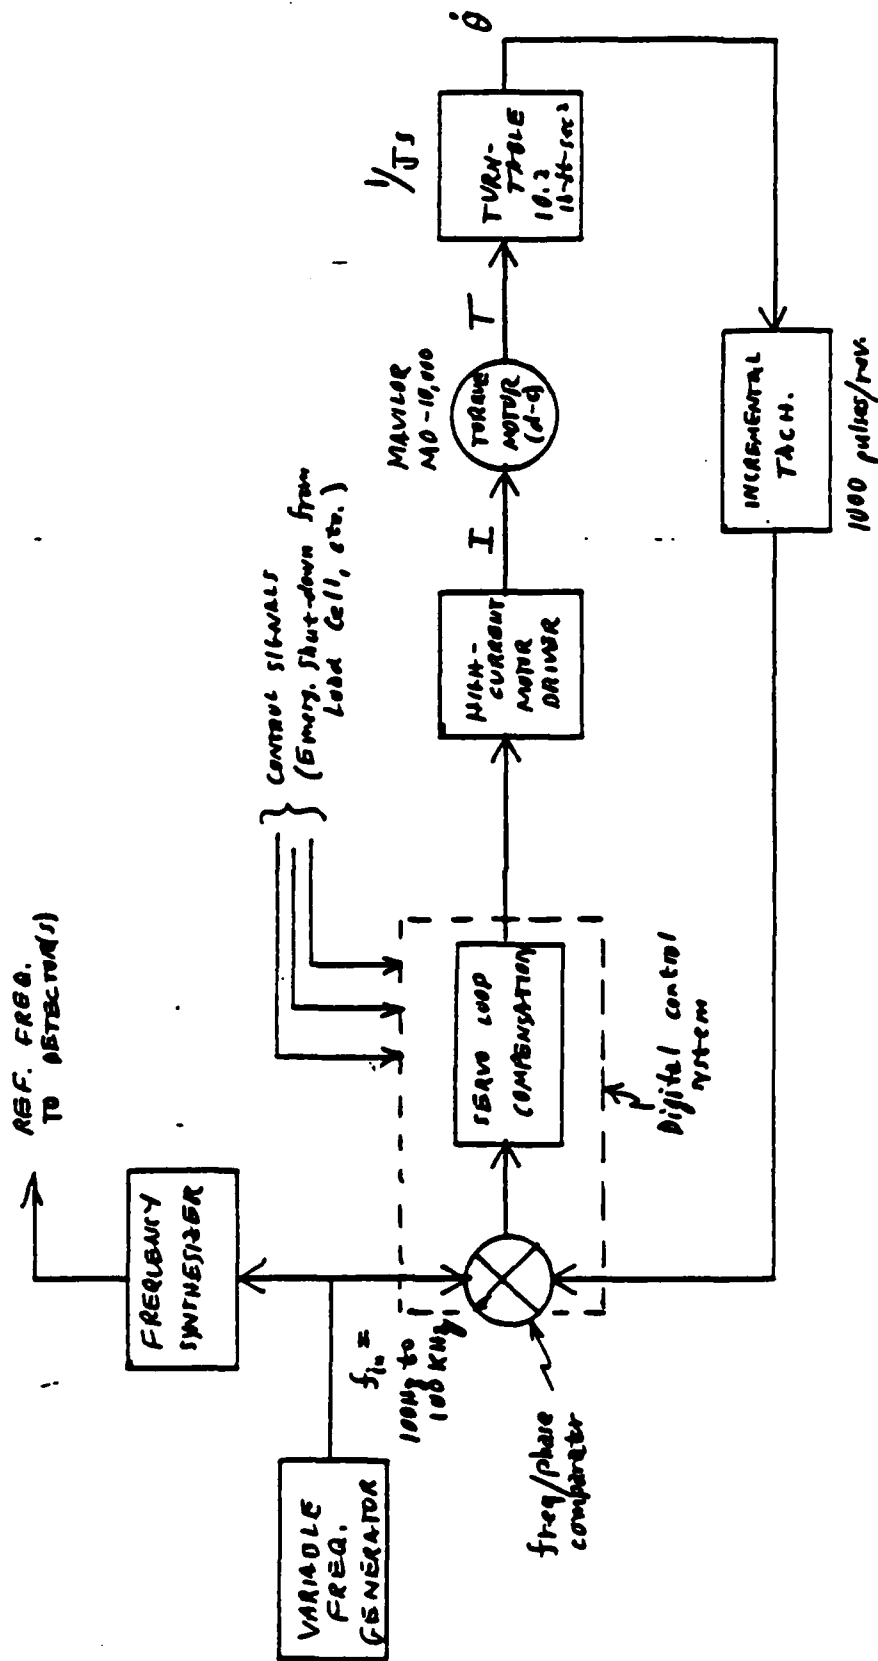 VARIABLE
FREQ.
GENERATOR
FREQUENCY
SYNTHESIZER
REF. FREQ.
TO DETECTOR(S)
f_in =
100Hz to
100 KHz
freq/phase
comparator
SERVO LOOP
COMPENSATION
Digital control
system
CONTROL SIGNALS
(Emerg. Shut-down from
Load Cell, etc.)
HIGH-
CURRENT
MOTOR
DRIVER
I
MAVILOR
MO-10,000
TORQUE
MOTOR
(d-c)
T
1/Js
TURN-
TABLE
10.2
lb-ft-sec²
θ̇
INCREMENTAL
TACH.
1000 pulses/rev.